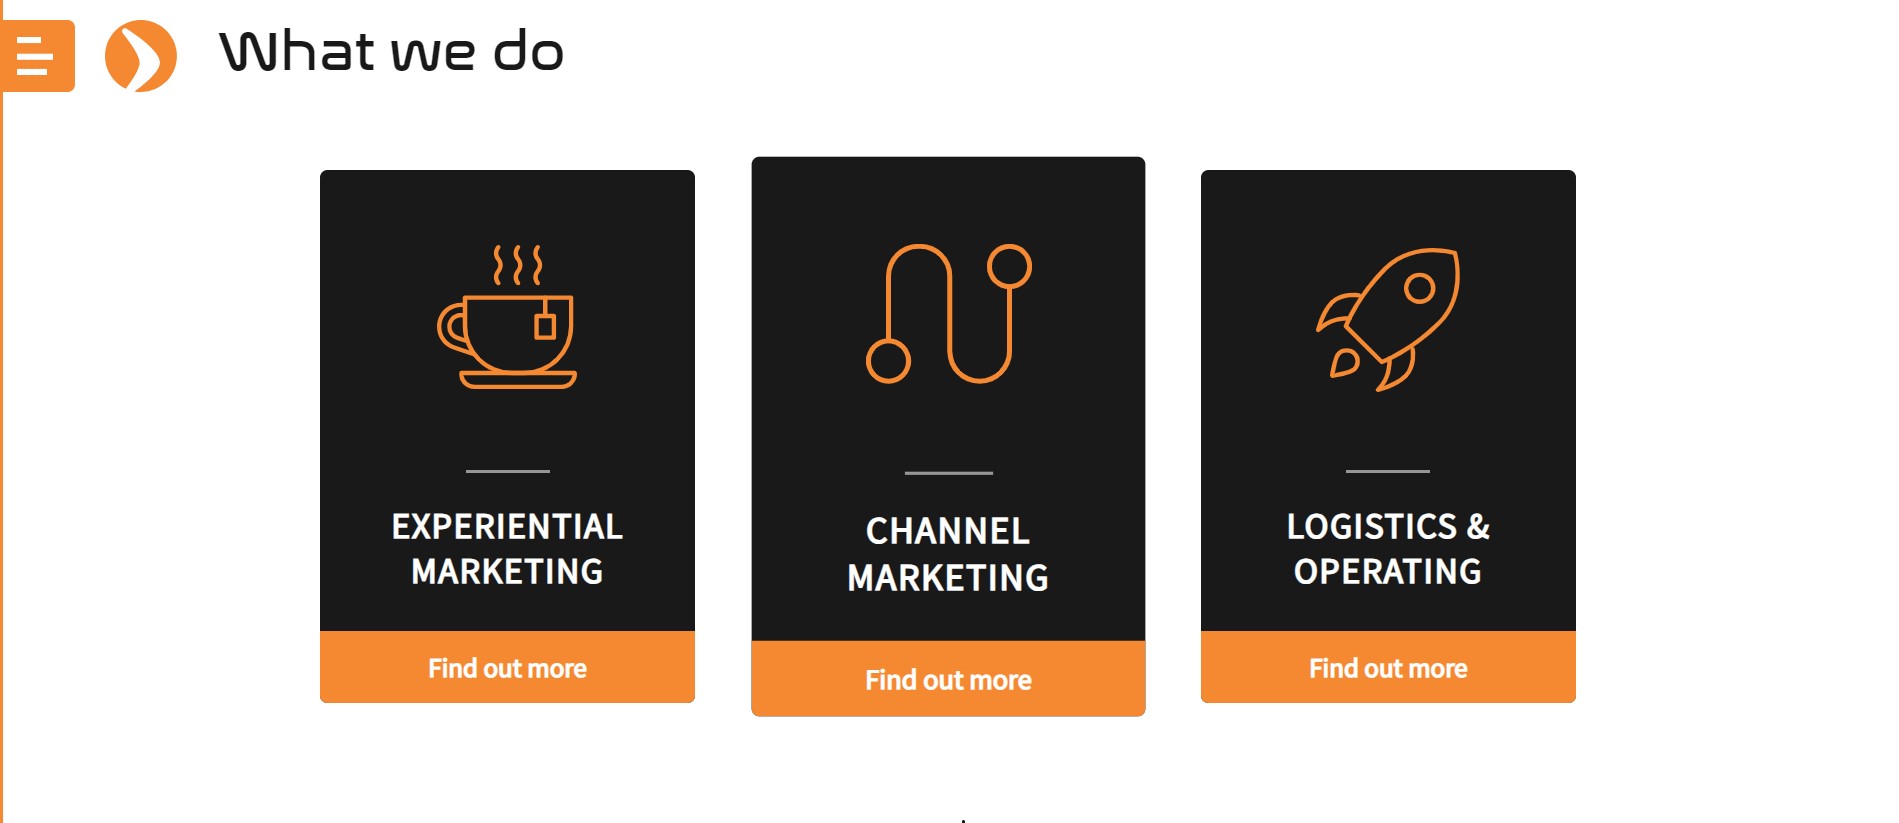 What we do
EXPERIENTIAL
MARKETING
Find out more
CHANNEL
MARKETING
Find out more
LOGISTICS &
OPERATING
Find out more